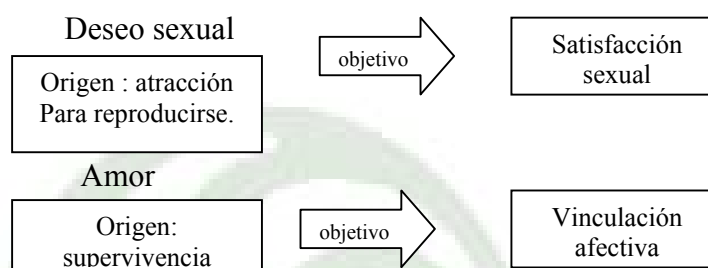 Deseo sexual
objetivo
Satisfacción
sexual
Origen : atracción
Para reproducirse.
Amor
Origen:
supervivencia
objetivo
Vinculación
afectiva